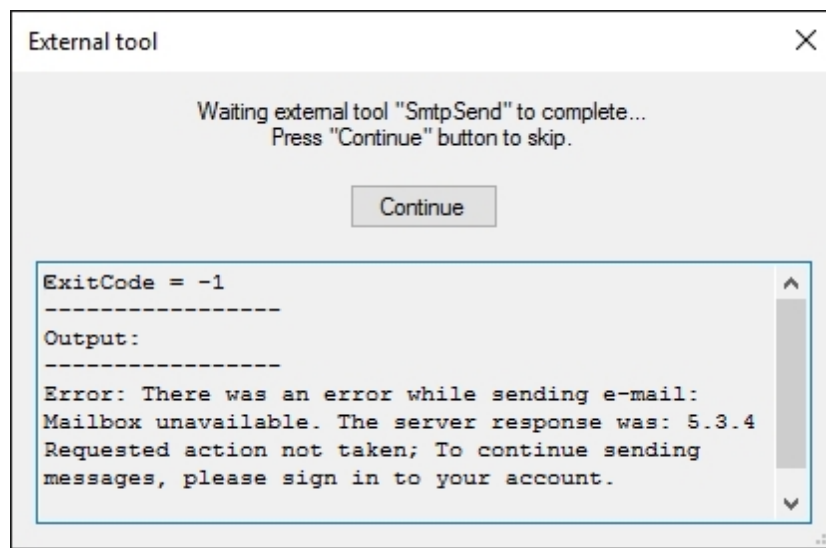 External tool
Waiting external tool "SmtpSend" to complete...
Press "Continue" button to skip.
Continue
ExitCode = -1
-----------------
Output:
-----------------
Error: There was an error while sending e-mail:
Mailbox unavailable. The server response was: 5.3.4
Requested action not taken; To continue sending
messages, please sign in to your account.